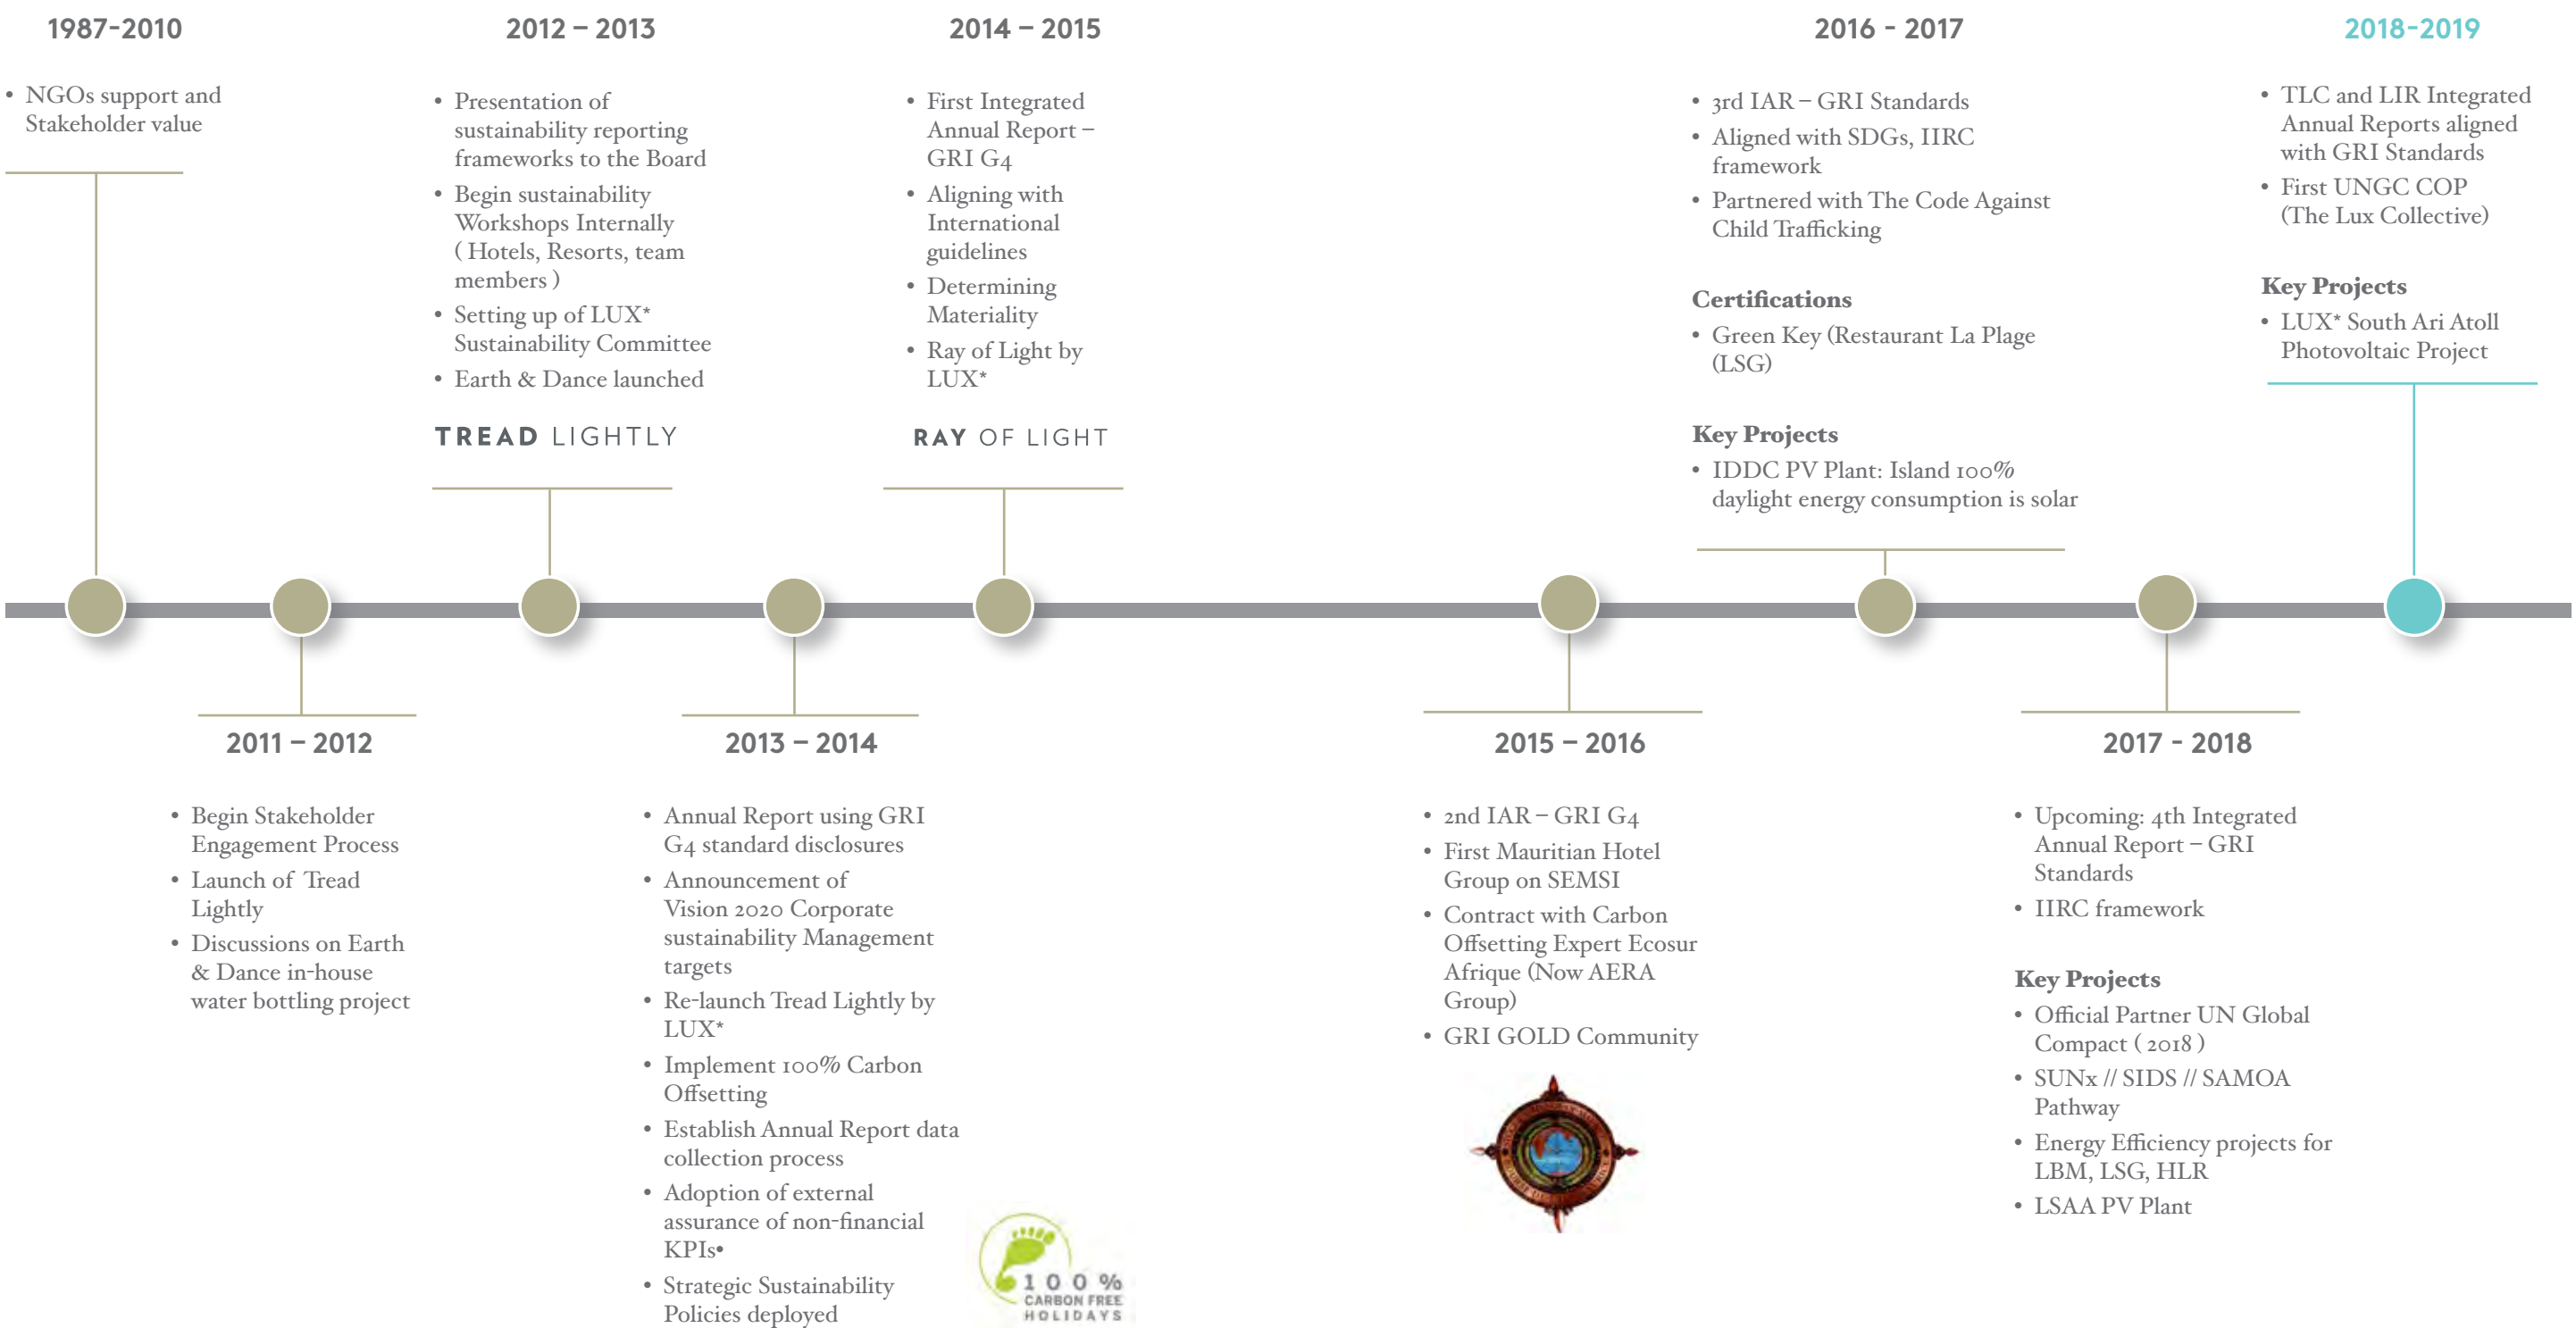 1987-2010
• NGOs support and
Stakeholder value
2011 – 2012
• Begin Stakeholder
Engagement Process
• Launch of Tread
Lightly
• Discussions on Earth
& Dance in-house
water bottling project
2012 – 2013
• Presentation of
sustainability reporting
frameworks to the Board
• Begin sustainability
Workshops Internally
( Hotels, Resorts, team
members )
• Setting up of LUX*
Sustainability Committee
• Earth & Dance launched
TREAD LIGHTLY
2013 – 2014
• Annual Report using GRI
G4 standard disclosures
• Announcement of
Vision 2020 Corporate
sustainability Management
targets
• Re-launch Tread Lightly by
LUX*
• Implement 100% Carbon
Offsetting
• Establish Annual Report data
collection process
• Adoption of external
assurance of non-financial
KPIs•
• Strategic Sustainability
Policies deployed
100%
CARBON FREE
HOLIDAYS
2014 – 2015
• First Integrated
Annual Report –
GRI G4
• Aligning with
International
guidelines
• Determining
Materiality
• Ray of Light by
LUX*
RAY OF LIGHT
2015 – 2016
• 2nd IAR – GRI G4
• First Mauritian Hotel
Group on SEMSI
• Contract with Carbon
Offsetting Expert Ecosur
Afrique (Now AERA
Group)
• GRI GOLD Community
2016 - 2017
• 3rd IAR – GRI Standards
• Aligned with SDGs, IIRC
framework
• Partnered with The Code Against
Child Trafficking
Certifications
• Green Key (Restaurant La Plage
(LSG)
Key Projects
• IDDC PV Plant: Island 100%
daylight energy consumption is solar
2017 - 2018
• Upcoming: 4th Integrated
Annual Report – GRI
Standards
• IIRC framework
Key Projects
• Official Partner UN Global
Compact ( 2018 )
• SUNx // SIDS // SAMOA
Pathway
• Energy Efficiency projects for
LBM, LSG, HLR
• LSAA PV Plant
2018-2019
• TLC and LIR Integrated
Annual Reports aligned
with GRI Standards
• First UNGC COP
(The Lux Collective)
Key Projects
• LUX* South Ari Atoll
Photovoltaic Project